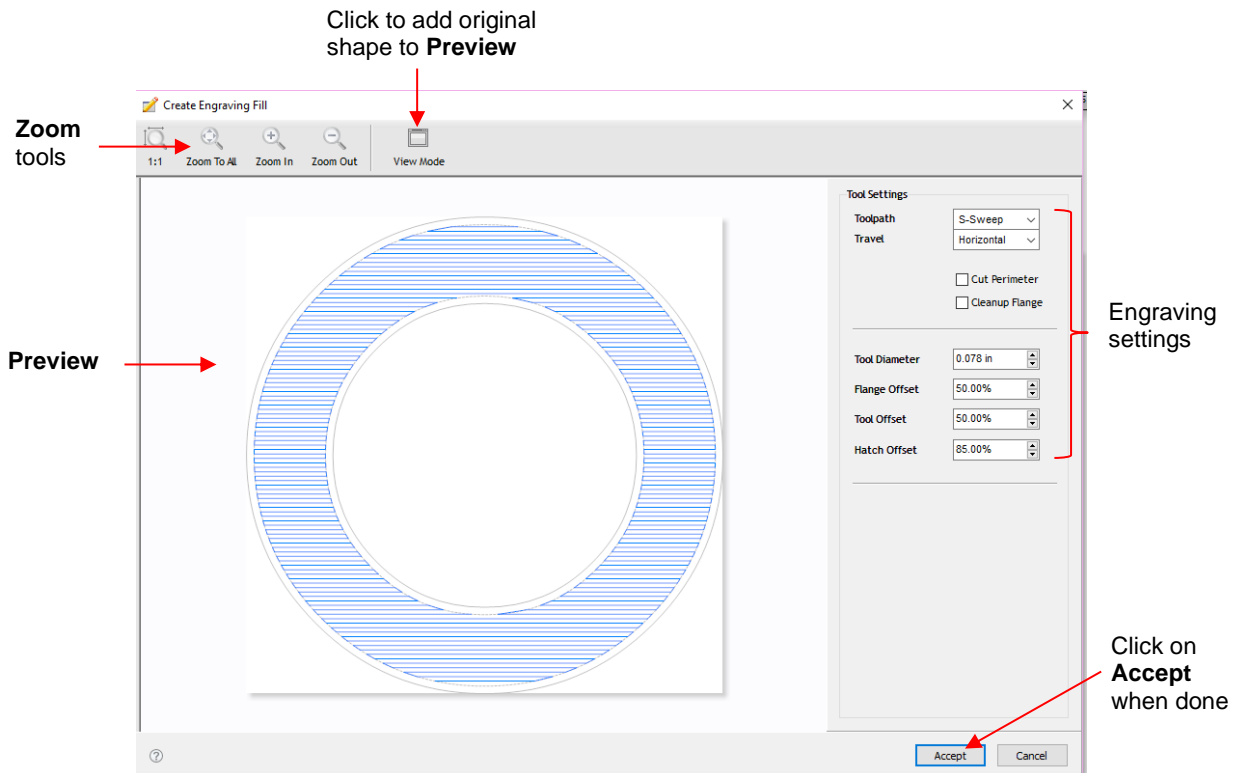 Click to add original
shape to Preview
Create Engraving Fill
Zoom
tools
1:1 Zoom To All Zoom In Zoom Out View Mode
Tool Settings
Toolpath S-Sweep
Travel Horizontal
Cut Perimeter
Cleanup Flange
Engraving
settings
Preview
Tool Diameter 0.078 in
Flange Offset 50.00%
Tool Offset 50.00%
Hatch Offset 85.00%
Click on
Accept
when done
? Accept Cancel